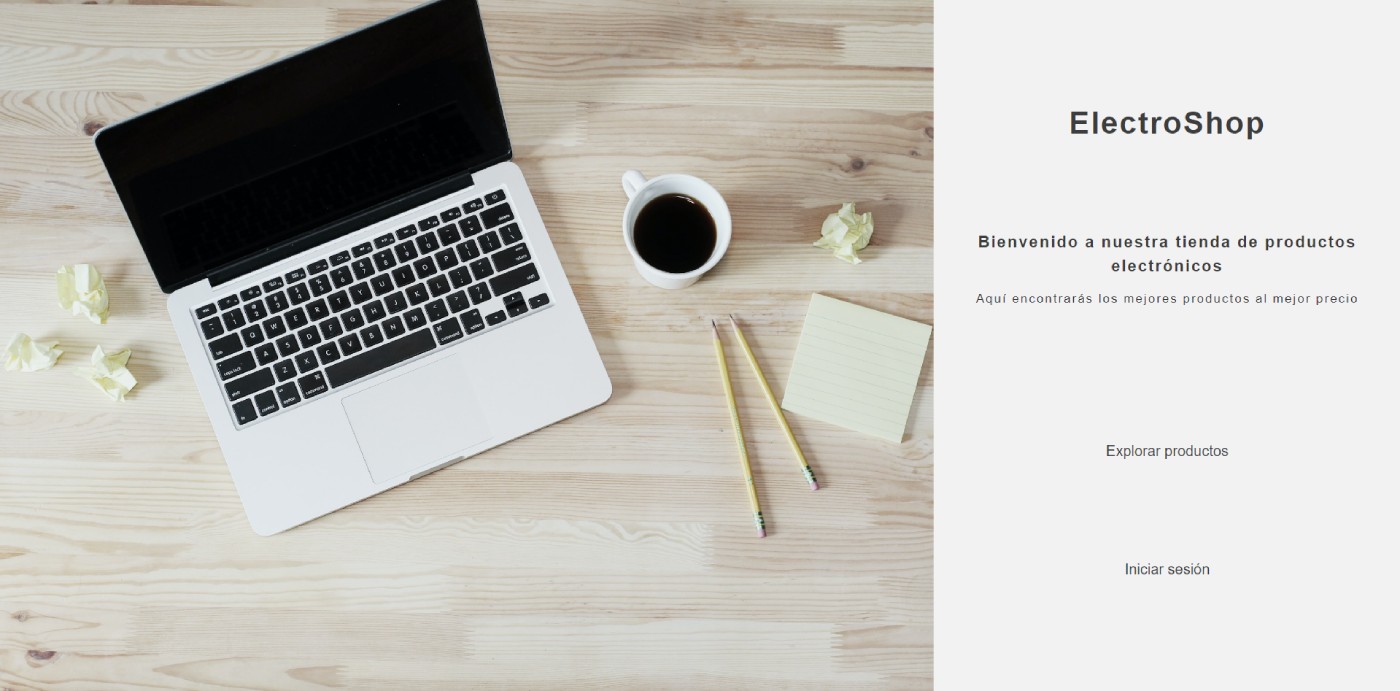 ElectroShop
Bienvenido a nuestra tienda de productos
electrónicos
Aquí encontrarás los mejores productos al mejor precio
Explorar productos
Iniciar sesión